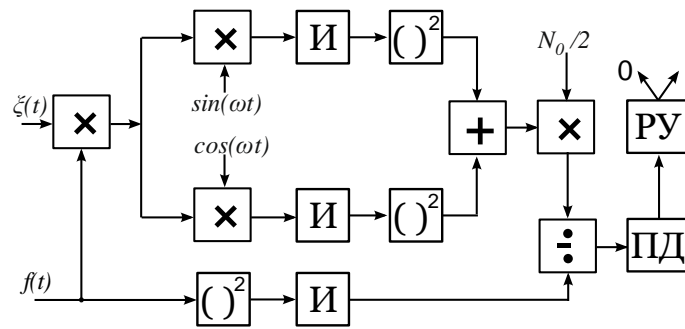 × И ( )²
N₀/2
0
ξ(t) × sin(ωt) + × РУ
cos(ωt)
× И ( )² ÷ ПД
f(t) ( )² И